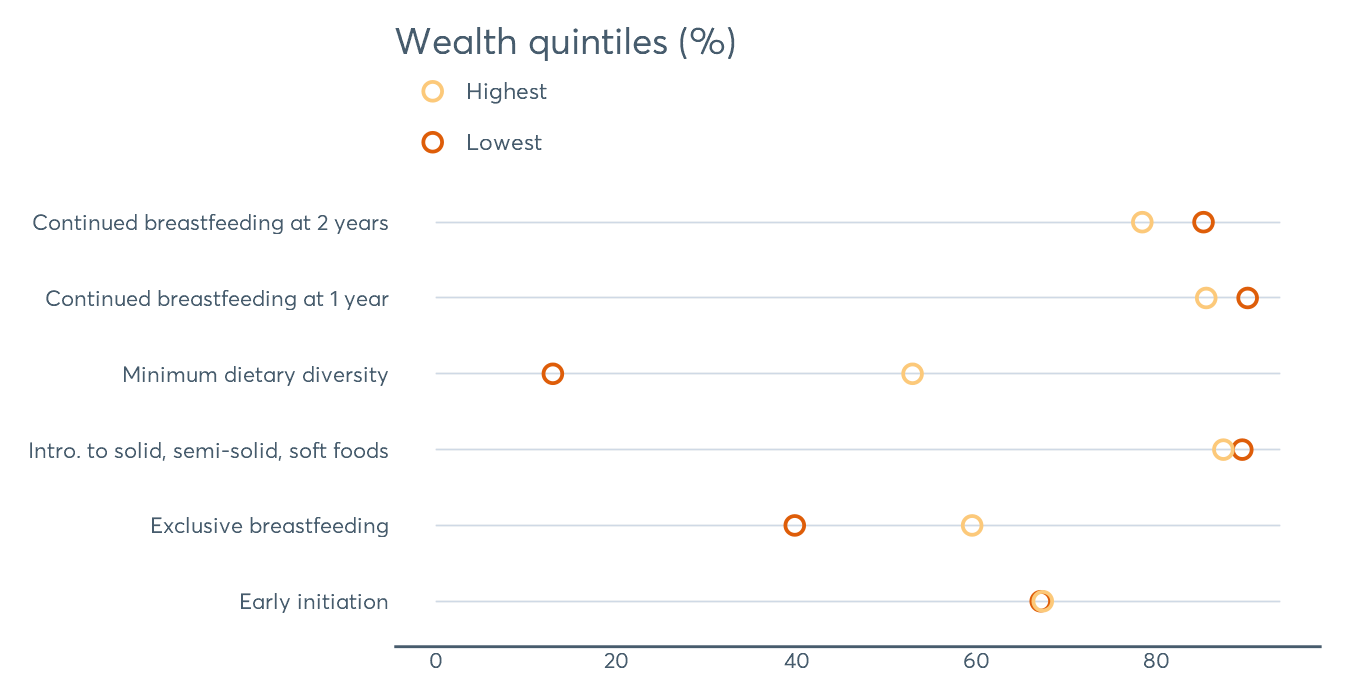 Wealth quintiles (%)
Highest
Lowest
Continued breastfeeding at 2 years
Continued breastfeeding at 1 year
Minimum dietary diversity
Intro. to solid, semi-solid, soft foods
Exclusive breastfeeding
Early initiation
0 20 40 60 80